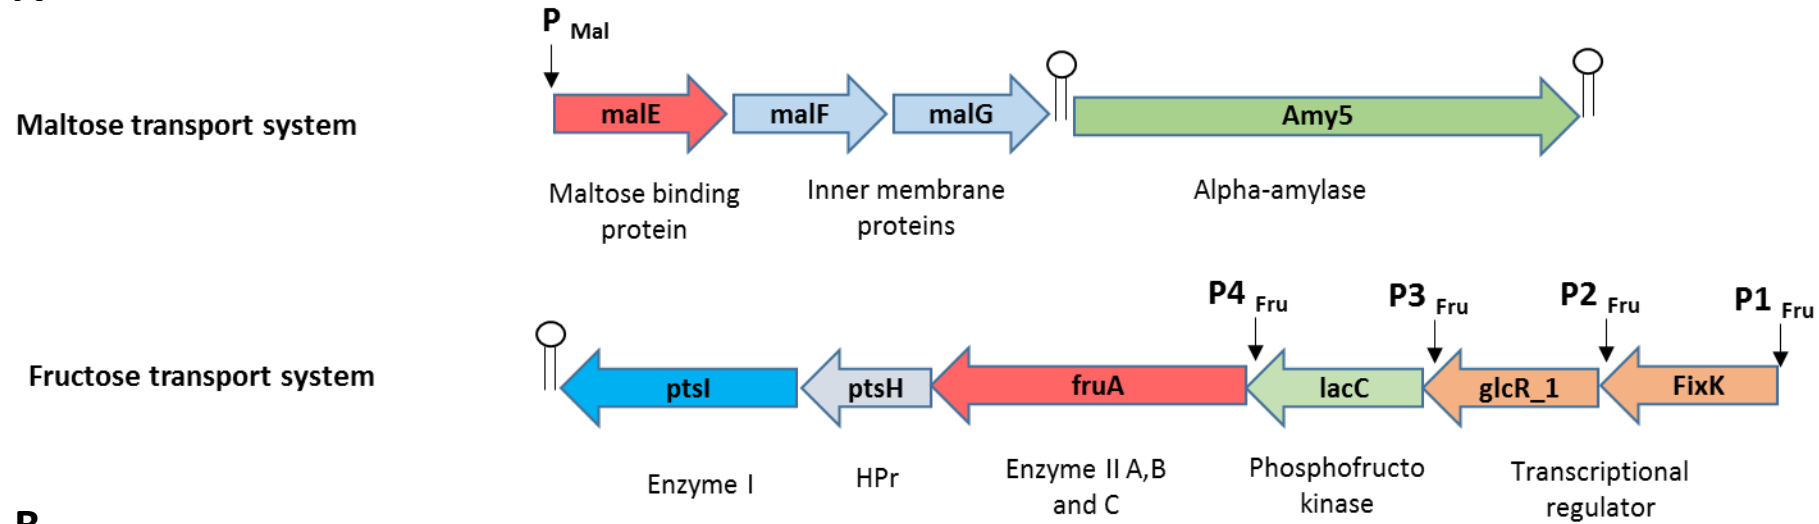 P Mal
Maltose transport system
malE malF malG Amy5
Maltose binding
protein
Inner membrane
proteins
Alpha-amylase
P4 Fru P3 Fru P2 Fru P1 Fru
Fructose transport system
ptsI ptsH fruA lacC glcR_1 FixK
Enzyme I
HPr
Enzyme II A,B
and C
Phosphofructo
kinase
Transcriptional
regulator